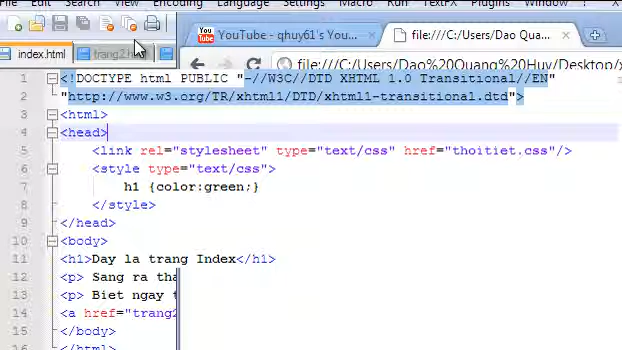 File Edit Search View Encoding Language Settings Macro Run TextFX Plugins Window
YouTube - qhuy61's You... × file:///C:/Users/Dao Quang ×
file:///C:/Users/Dao%20Quang%20Huy/Desktop/x
index.html trang2.h
1 <!DOCTYPE html PUBLIC "-//W3C//DTD XHTML 1.0 Transitional//EN"
2 "http://www.w3.org/TR/xhtml1/DTD/xhtml1-transitional.dtd">
3 <html>
4 <head>
5 <link rel="stylesheet" type="text/css" href="thoitiet.css"/>
6 <style type="text/css">
7 h1 {color:green;}
8 </style>
9 </head>
10 <body>
11 <h1>Day la trang Index</h1>
12 <p> Sang ra tha
13 <p> Biet ngay t
14 <a href="trang2
15 </body>
16 </html>